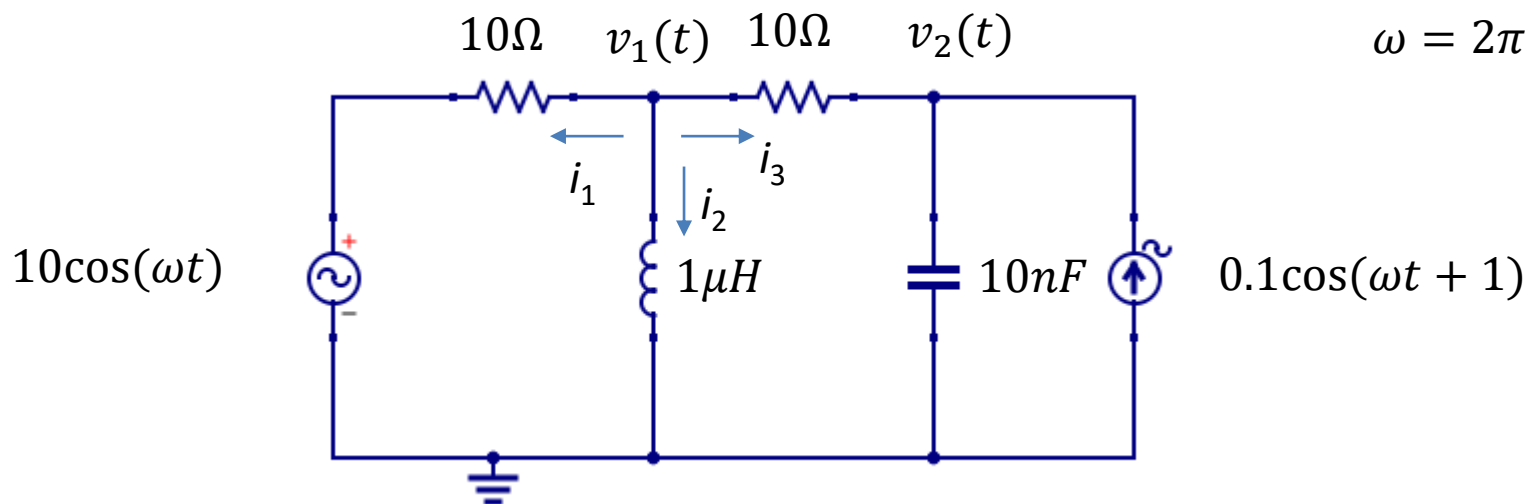 10Ω v₁(t) 10Ω v₂(t) ω = 2π
i₁ i₂ i₃
10cos(ωt) + − 1μH 10nF 0.1cos(ωt + 1)